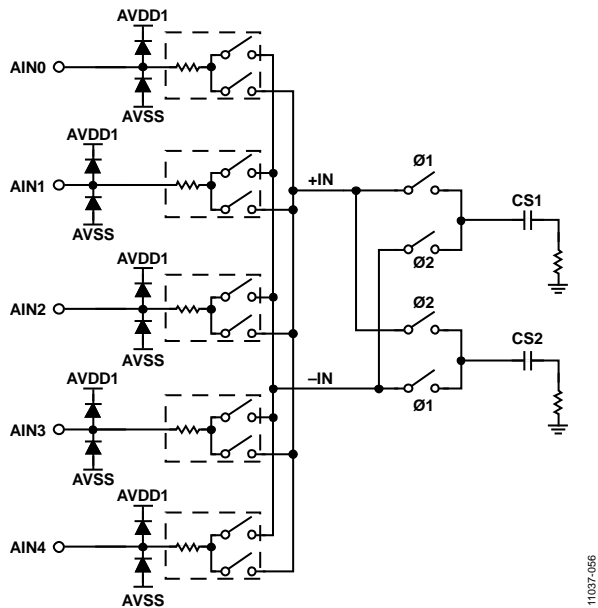 AVDD1
AIN0
AVSS
AVDD1
AIN1
AVSS
+IN
Ø1
CS1
Ø2
AVDD1
AIN2
AVSS
Ø2
CS2
–IN
Ø1
AVDD1
AIN3
AVSS
AVDD1
AIN4
AVSS
11037-056